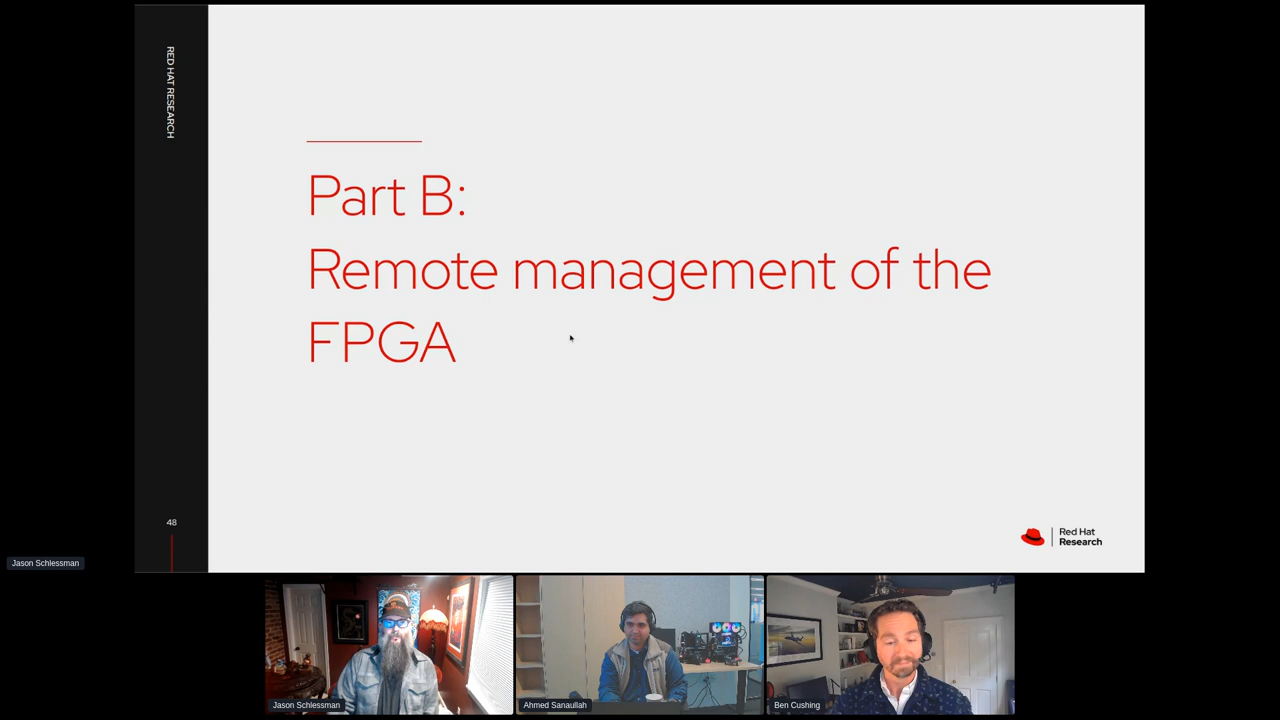 RED HAT RESEARCH
Part B:
Remote management of the
FPGA
48
Red Hat
Research
Jason Schlessman
Jason Schlessman
Ahmed Sanaullah
Ben Cushing